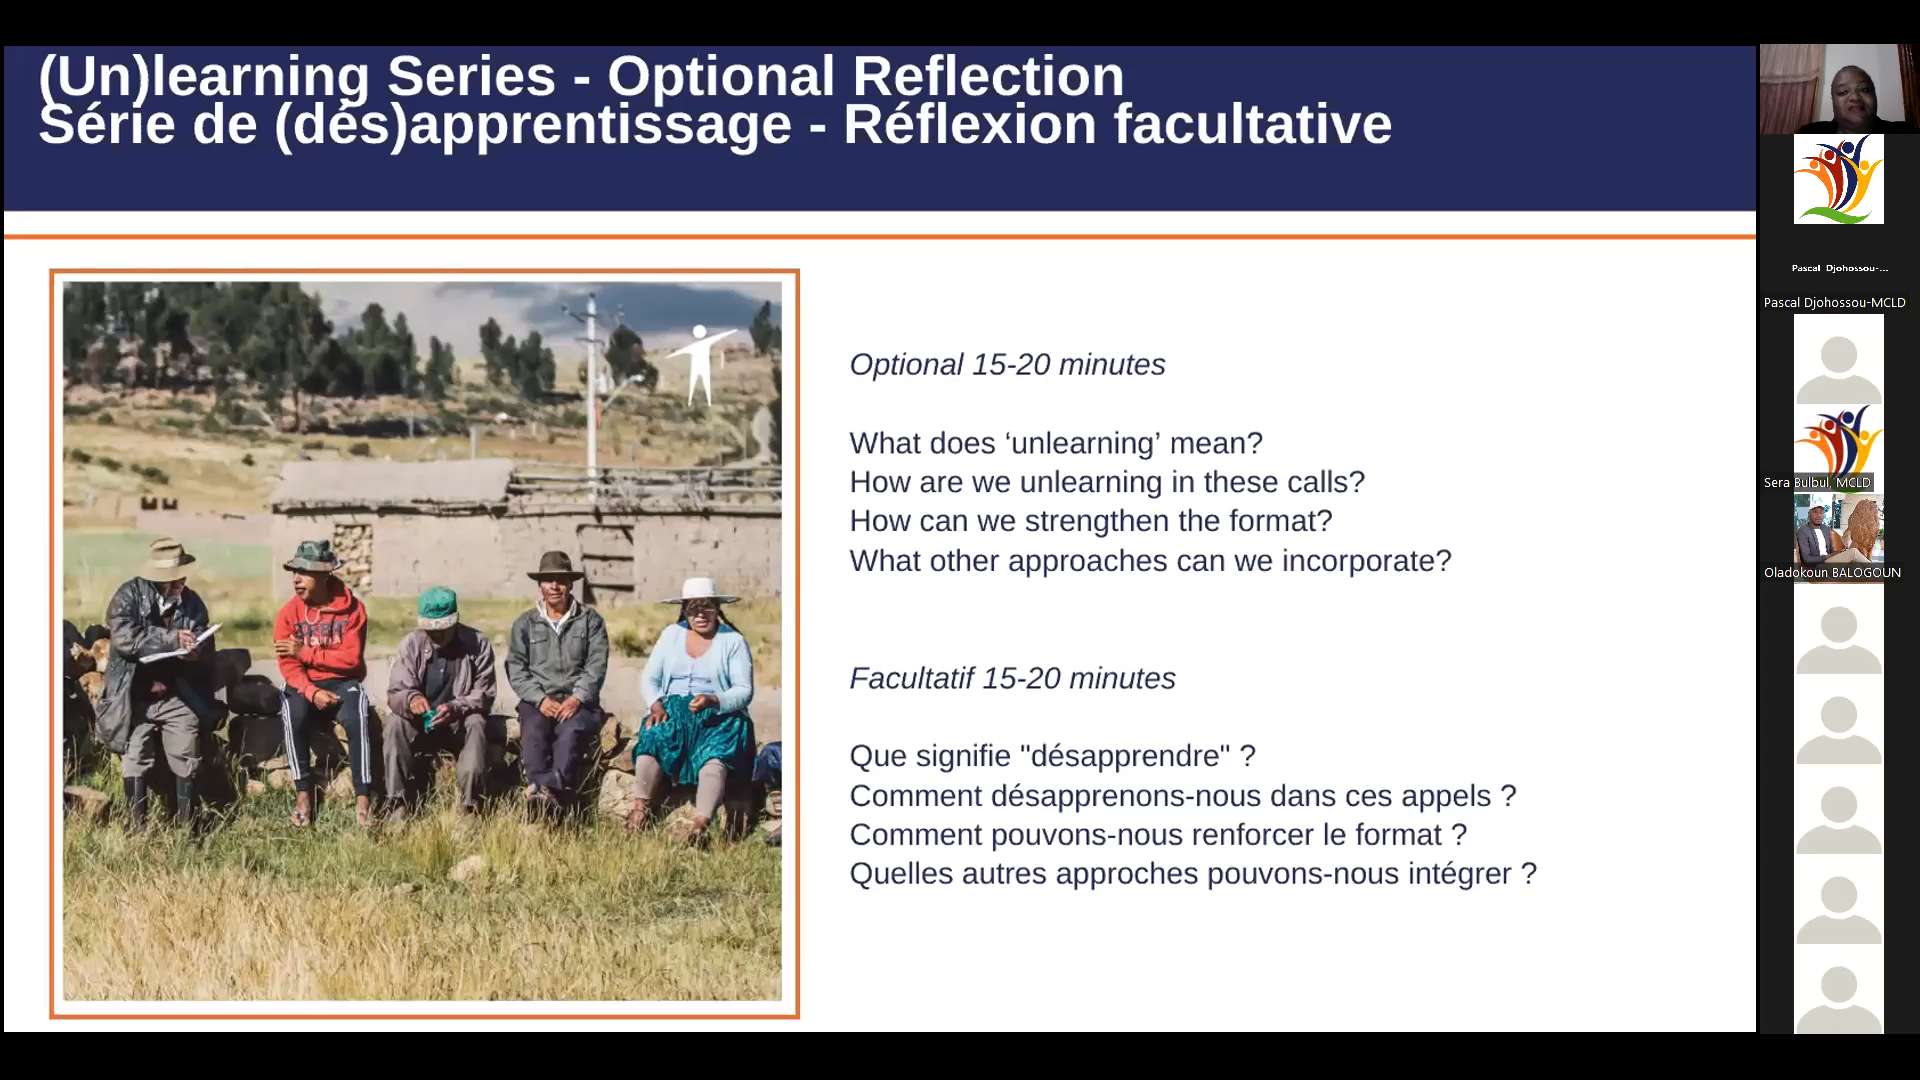 (Un)learning Series - Optional Reflection
Série de (dés)apprentissage - Réflexion facultative
Optional 15-20 minutes
What does ‘unlearning’ mean?
How are we unlearning in these calls?
How can we strengthen the format?
What other approaches can we incorporate?
Facultatif 15-20 minutes
Que signifie "désapprendre" ?
Comment désapprenons-nous dans ces appels ?
Comment pouvons-nous renforcer le format ?
Quelles autres approches pouvons-nous intégrer ?
Pascal Djohossou-...
Pascal Djohossou-MCLD
Sera Bulbul, MCLD
Oladokoun BALOGOUN